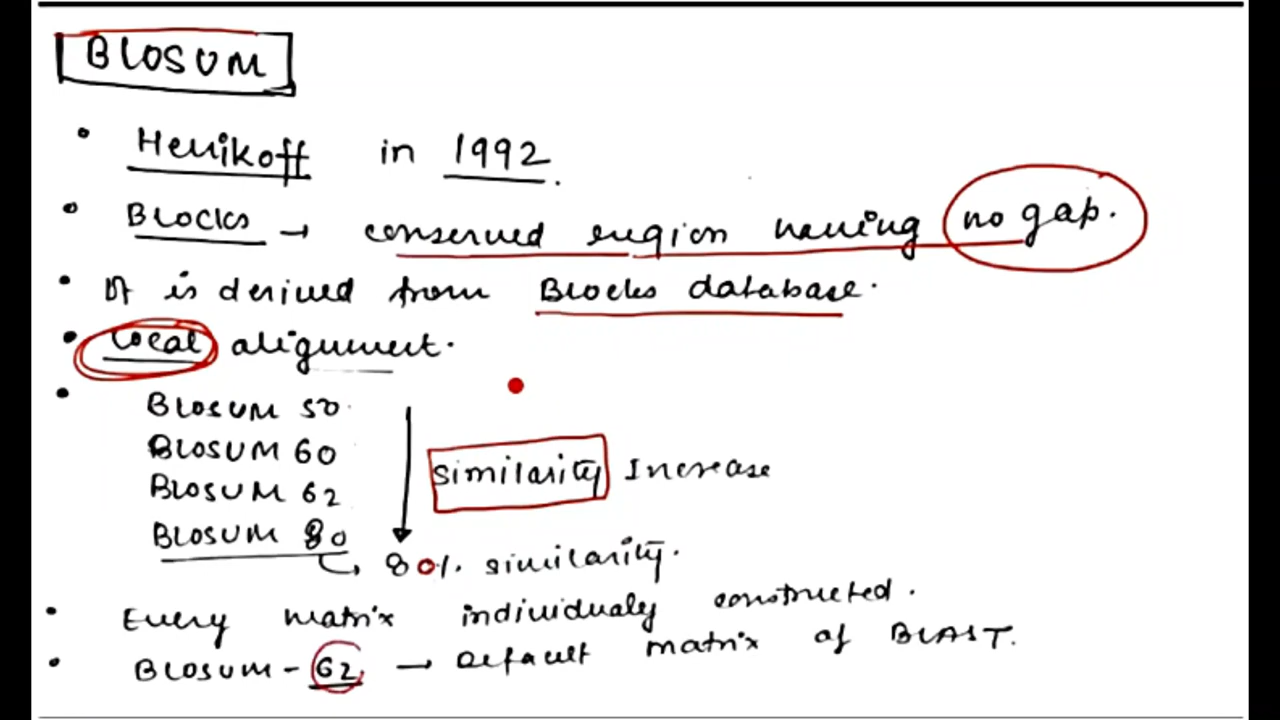 BLOSUM
• Henikoff in 1992.
• Blocks → conserved region having no gap.
• It is derived from Blocks database.
• Local alignment.
• BLOSUM 50
BLOSUM 60
BLOSUM 62
BLOSUM 80
Similarity Increase
80% similarity.
• Every matrix individualy constructed.
• BLOSUM - 62 → Default matrix of BLAST.